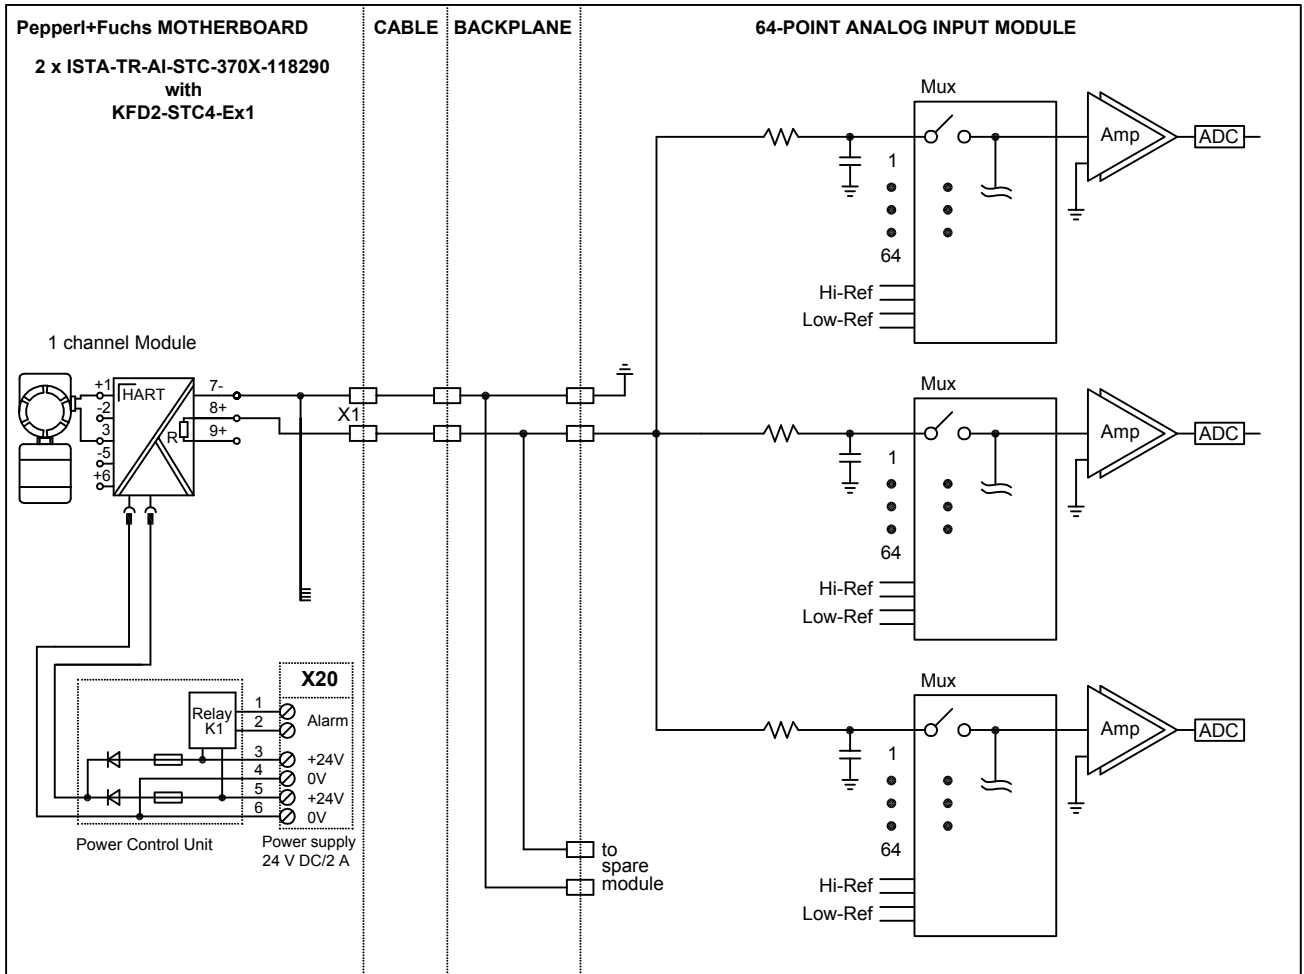 Pepperl+Fuchs MOTHERBOARD
CABLE
BACKPLANE
64-POINT ANALOG INPUT MODULE
2 x ISTA-TR-AI-STC-370X-118290
with
KFD2-STC4-Ex1
Mux
Amp
ADC
1
64
Hi-Ref
Low-Ref
1 channel Module
+1
-2
3
-5
+6
HART
R
7-
8+
9+
X1
Mux
Amp
ADC
1
64
Hi-Ref
Low-Ref
X20
Relay
K1
1
2
Alarm
3
+24V
4
0V
5
+24V
6
0V
Power Control Unit
Power supply
24 V DC/2 A
to
spare
module
Mux
Amp
ADC
1
64
Hi-Ref
Low-Ref